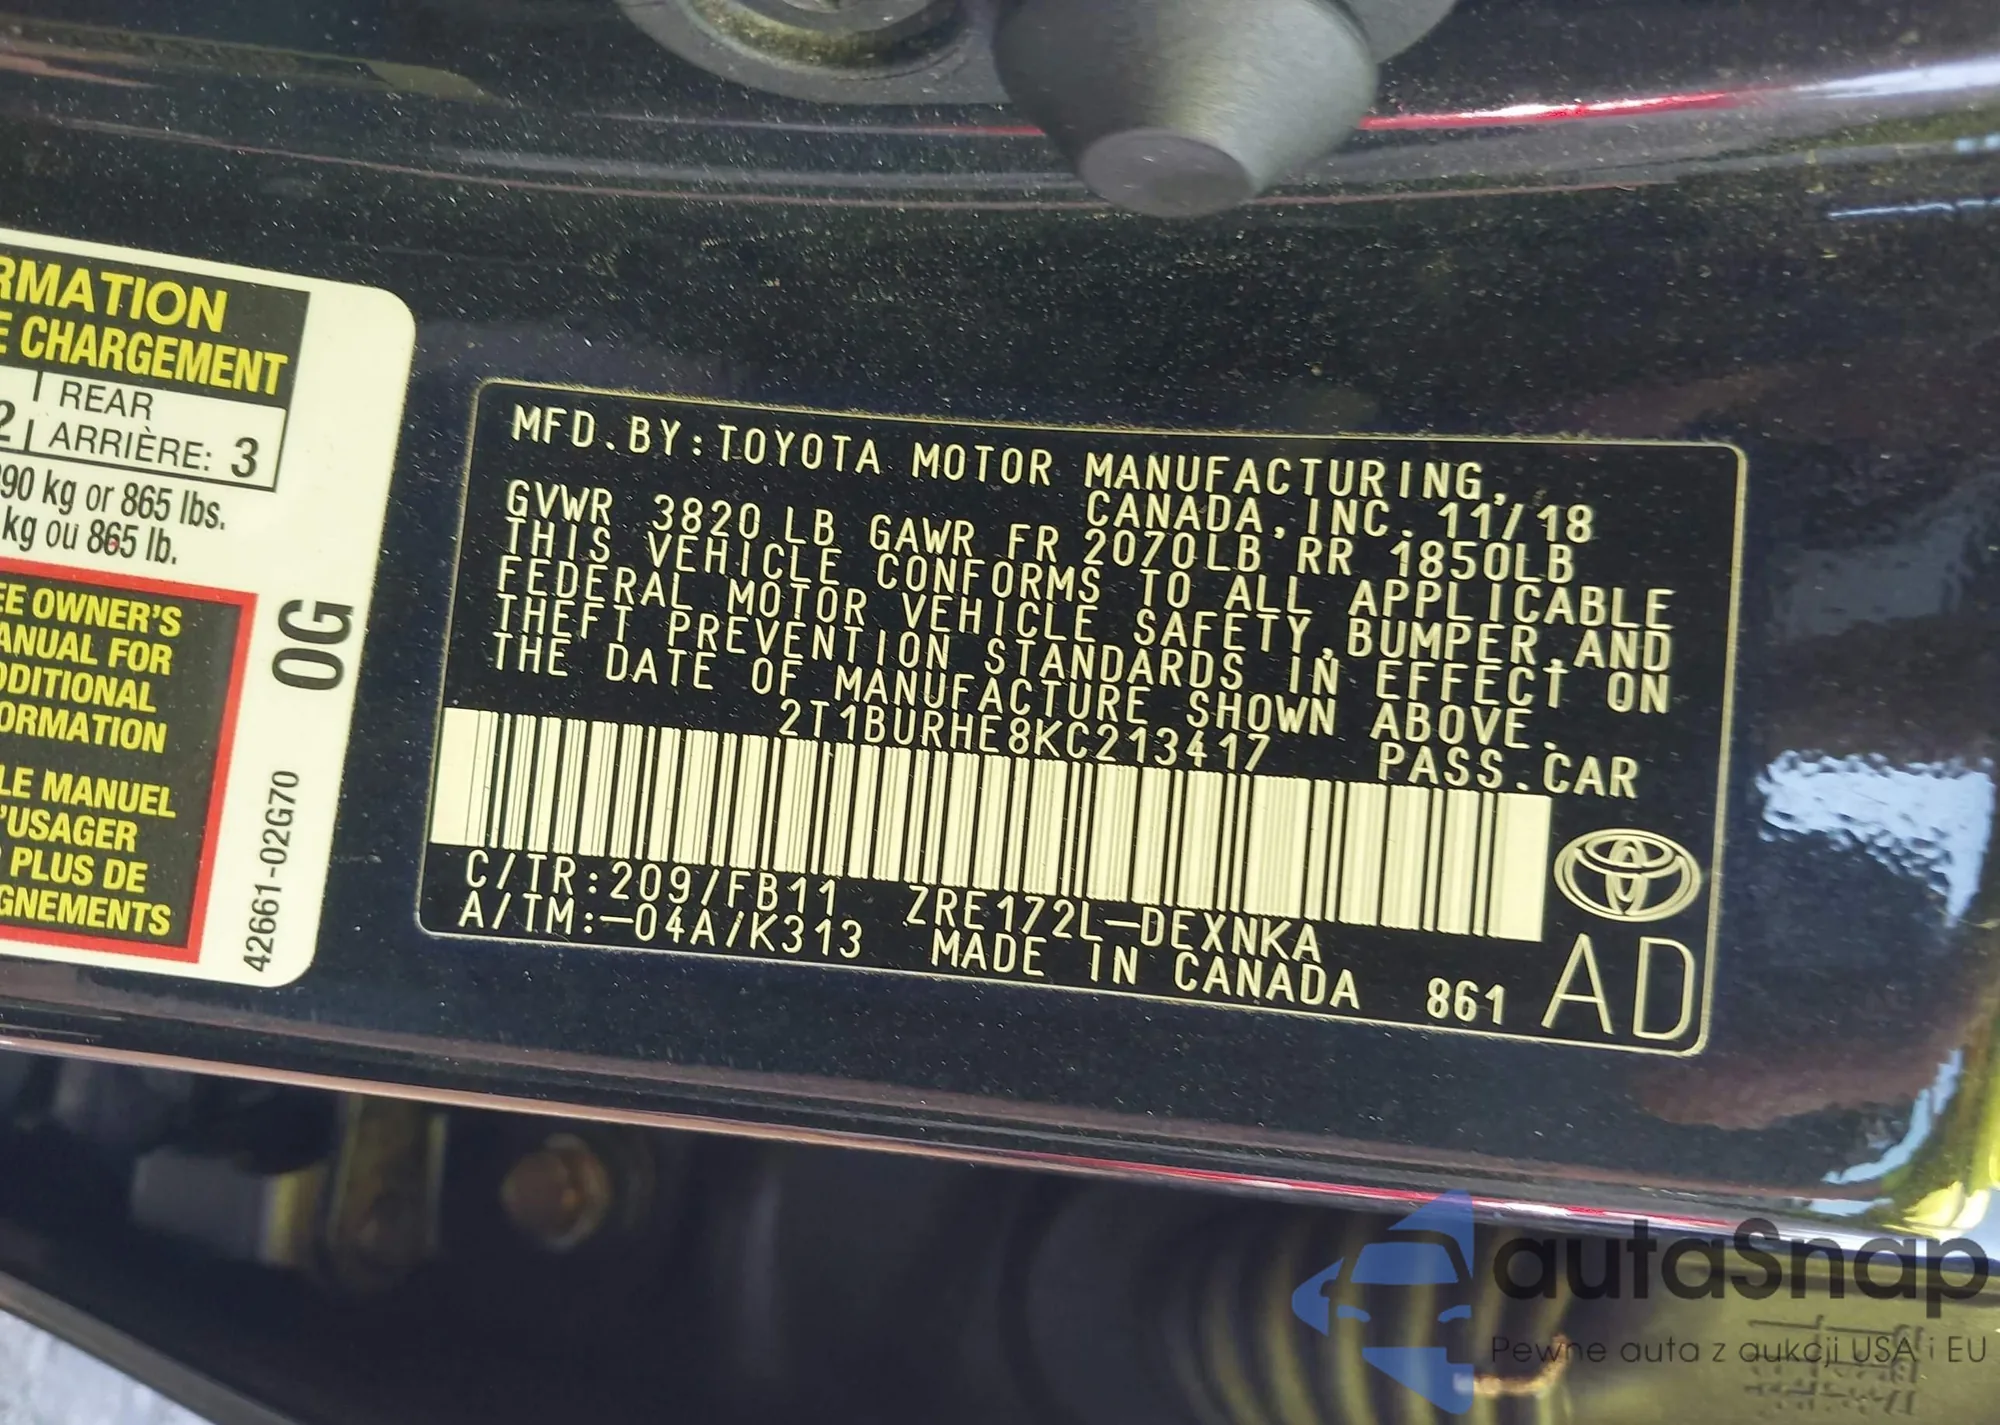 RMATION
E CHARGEMENT
REAR
2 ARRIÈRE: 3
90 kg or 865 lbs.
kg ou 865 lb.
EE OWNER'S
ANUAL FOR
DDITIONAL
ORMATION
LE MANUEL
'USAGER
PLUS DE
GNEMENTS
0G
42661-02G70
MFD.BY:TOYOTA MOTOR MANUFACTURING,
CANADA, INC. 11/18
GVWR 3820LB GAWR FR 2070LB RR 1850LB
THIS VEHICLE CONFORMS TO ALL APPLICABLE
FEDERAL MOTOR VEHICLE SAFETY,BUMPER,AND
THEFT PREVENTION STANDARDS IN EFFECT ON
THE DATE OF MANUFACTURE SHOWN ABOVE.
2T1BURHE8KC213417 PASS.CAR
C/TR:209/FB11 ZRE172L-DEXNKA
A/TM:-04A/K313 MADE IN CANADA 861
AD
autaSnap
Pewne auta z aukcji USA i EU